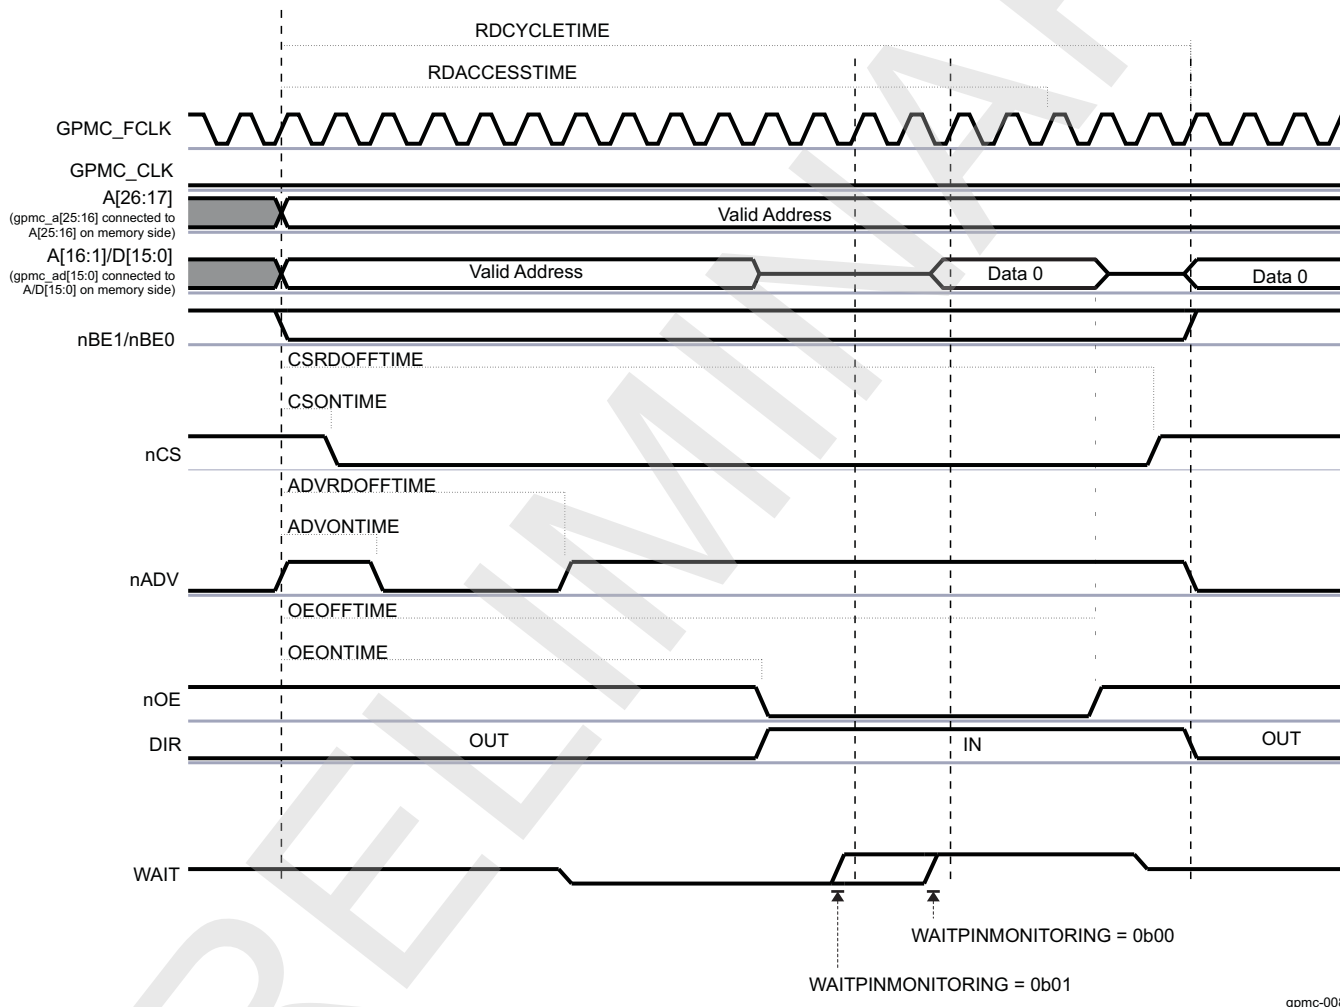 RDCYCLETIME
RDACCESSTIME
GPMC_FCLK
GPMC_CLK
A[26:17]
(gpmc_a[25:16] connected to
A[25:16] on memory side)
Valid Address
A[16:1]/D[15:0]
(gpmc_ad[15:0] connected to
A/D[15:0] on memory side)
Valid Address
Data 0
Data 0
nBE1/nBE0
CSRDOFFTIME
CSONTIME
nCS
ADVRDOFFTIME
ADVONTIME
nADV
OEOFFTIME
OEONTIME
nOE
DIR
OUT
IN
OUT
WAIT
WAITPINMONITORING = 0b00
WAITPINMONITORING = 0b01